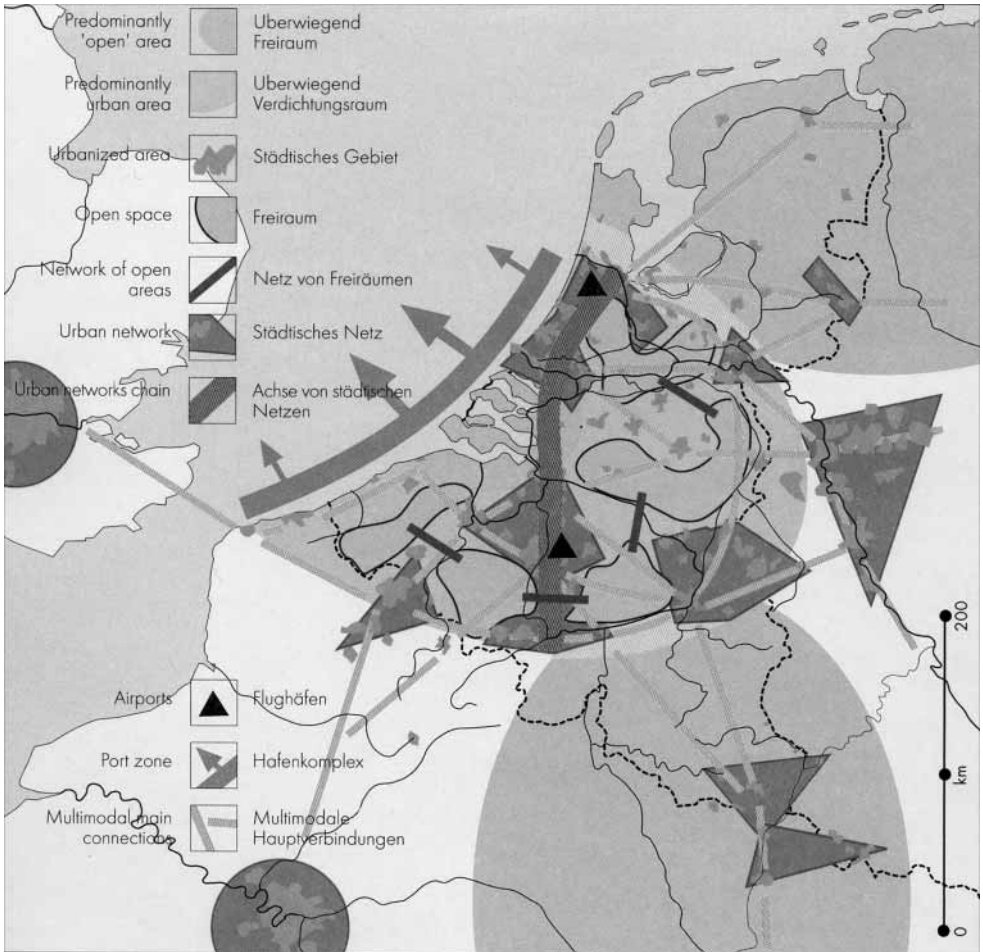 Predominantly
'open' area
Uberwiegend
Freiraum
Predominantly
urban area
Uberwiegend
Verdichtungsraum
Urbanized area
Städtisches Gebiet
Open space
Freiraum
Network of open
areas
Netz von Freiräumen
Urban network
Städtisches Netz
Urban networks chain
Achse von städtischen
Netzen
Airports
Flughäfen
Port zone
Hafenkomplex
Multimodal main
connections
Multimodale
Hauptverbindungen
200
km
0